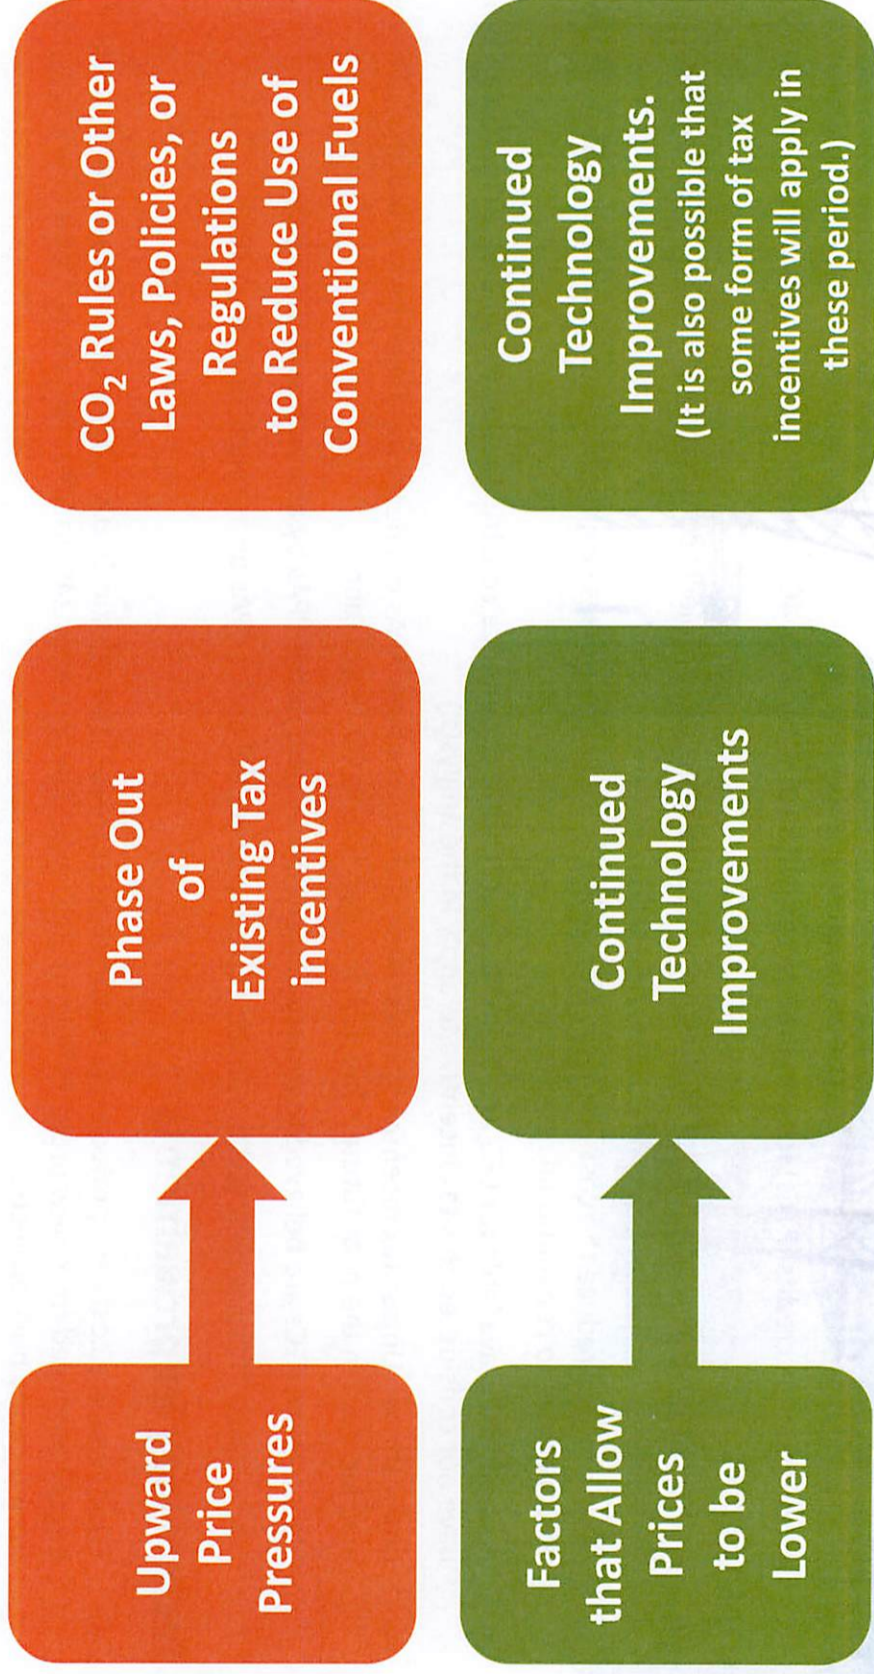 Upward
Price
Pressures
Phase Out
of
Existing Tax
incentives
CO₂ Rules or Other
Laws, Policies, or
Regulations
to Reduce Use of
Conventional Fuels
Factors
that Allow
Prices
to be
Lower
Continued
Technology
Improvements
Continued
Technology
Improvements.
(It is also possible that
some form of tax
incentives will apply in
these period.)